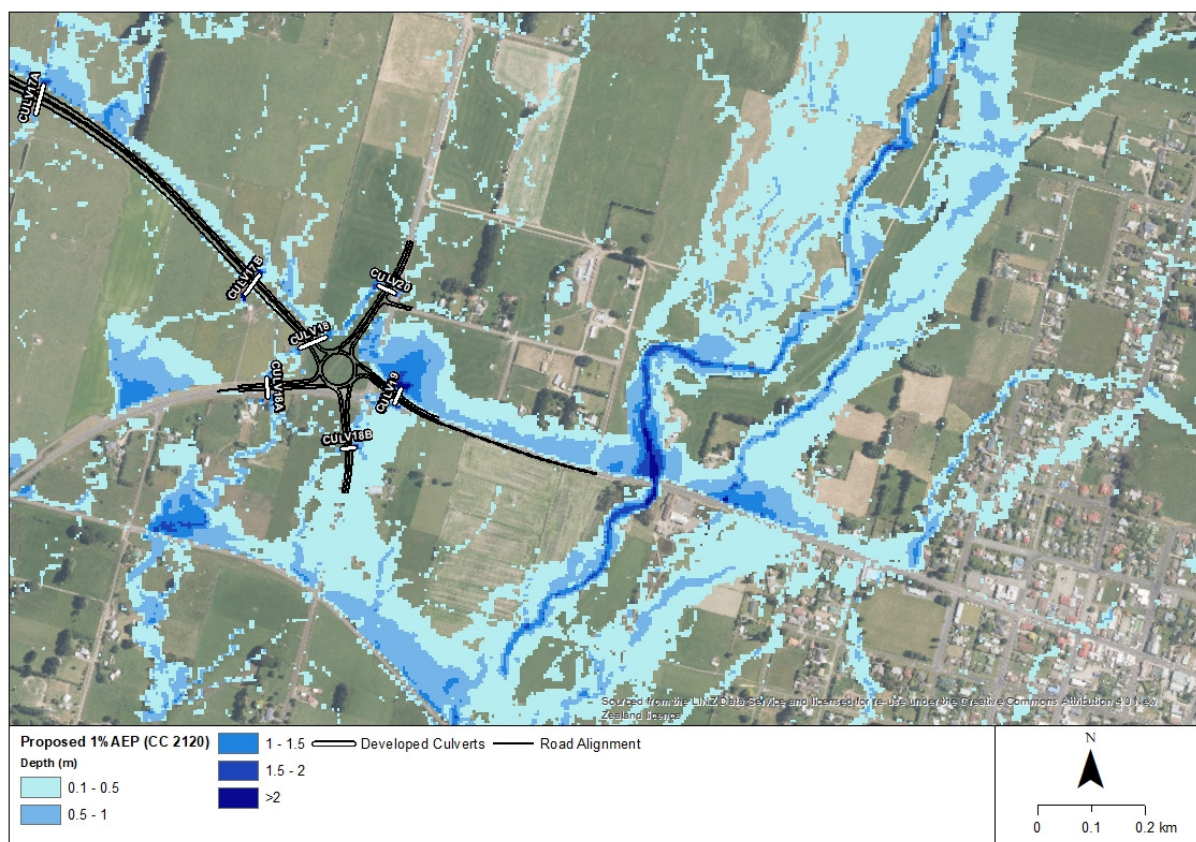 CULV17A
CULV17B
CULV20
CULV18
CULV18A
CULV19
CULV18B
Sourced from the LINZ Data Service and licensed for re-use under the Creative Commons Attribution 4.0 New
Zealand licence
Proposed 1% AEP (CC 2120)
Depth (m)
0.1 - 0.5
0.5 - 1
1 - 1.5
1.5 - 2
>2
Developed Culverts
Road Alignment
N
0 0.1 0.2 km